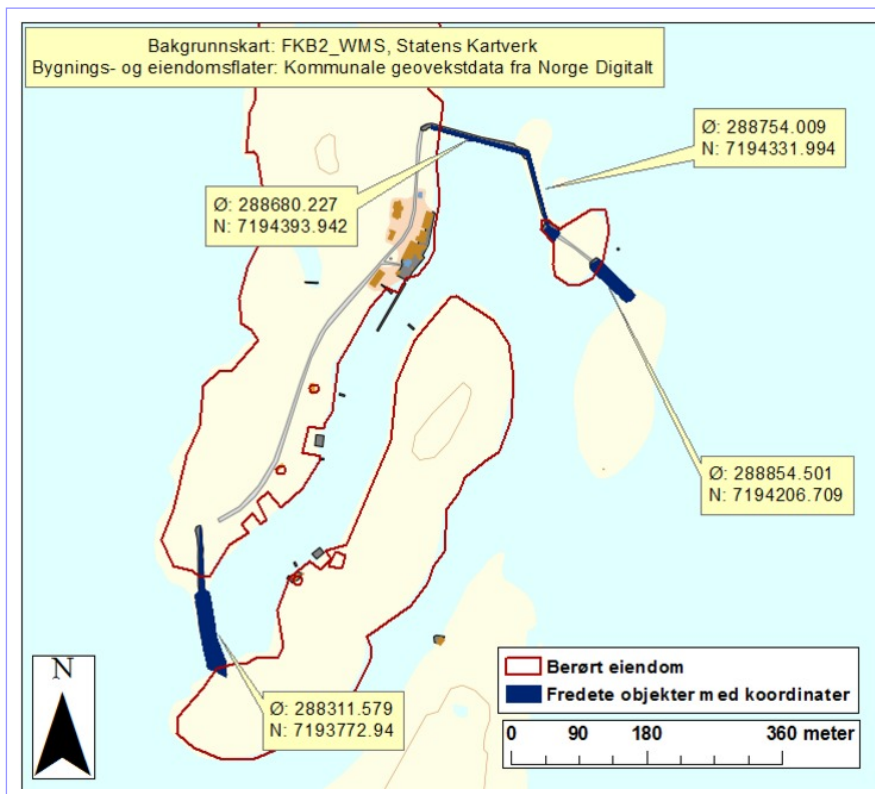 Bakgrunnskart: FKB2_WMS, Statens Kartverk
Bygnings- og eiendomsflater: Kommunale geovekstdata fra Norge Digitalt
Ø: 288754.009
N: 7194331.994
Ø: 288680.227
N: 7194393.942
Ø: 288854.501
N: 7194206.709
Ø: 288311.579
N: 7193772.94
N
Berørt eiendom
Fredete objekter med koordinater
0 90 180 360 meter